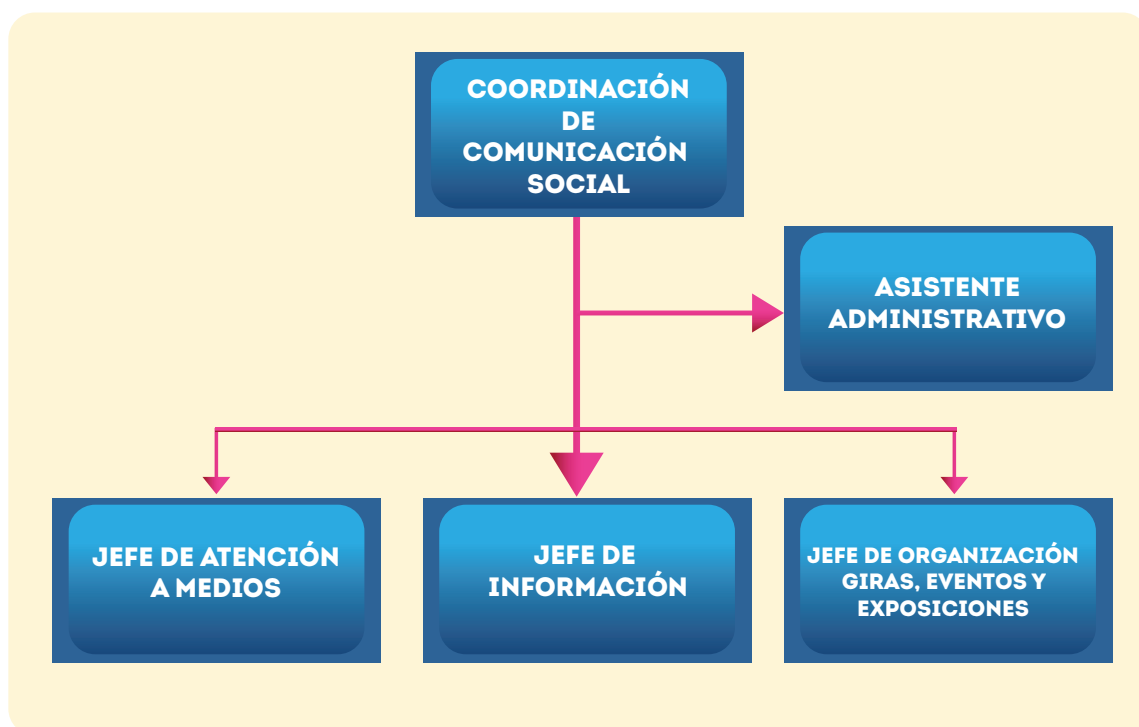 COORDINACIÓN
DE
COMUNICACIÓN
SOCIAL
ASISTENTE
ADMINISTRATIVO
JEFE DE ATENCIÓN
A MEDIOS
JEFE DE
INFORMACIÓN
JEFE DE ORGANIZACIÓN
GIRAS, EVENTOS Y
EXPOSICIONES